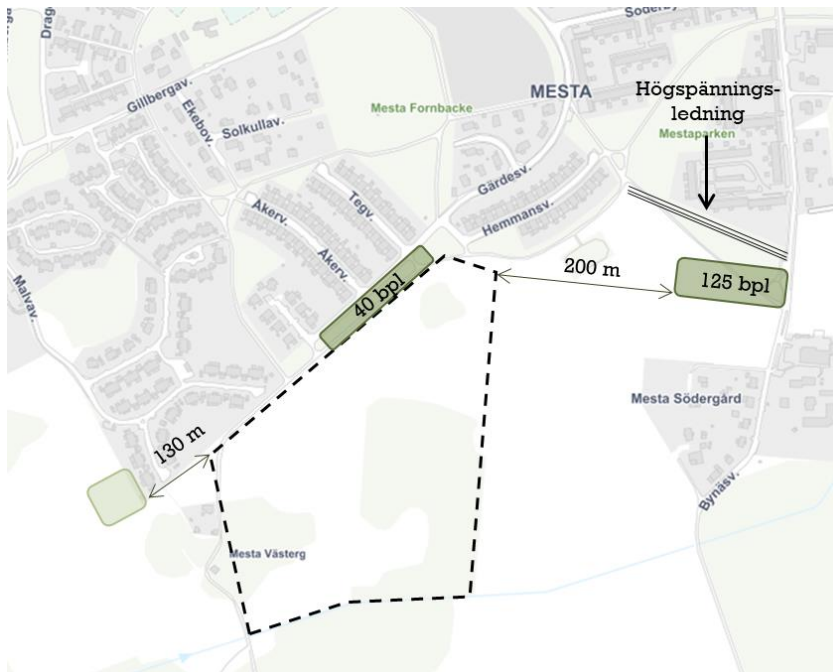 Drag
Söderby
Gillbergav.
Ekebov.
Solkullav.
Mesta Fornbacke
MESTA
Högspännings-
ledning
Mestaparken
Tegv.
Gärdesv.
Åkerv.
Åkerv.
Hemmansv.
Malvav.
40 bpl
200 m
125 bpl
Mesta Södergård
130 m
Bynäsv.
Mesta Västerg